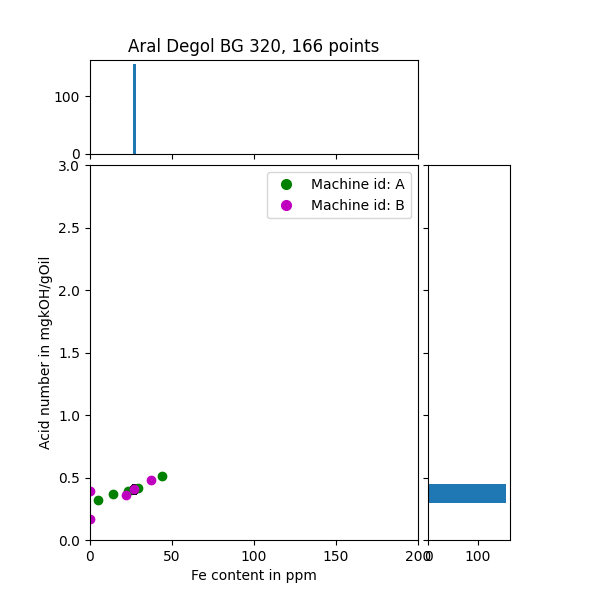 Aral Degol BG 320, 166 points
100
0
3.0
2.5
2.0
1.5
1.0
0.5
0.0
Acid number in mgkOH/gOil
Machine id: A
Machine id: B
0 50 100 150 200
0 100
Fe content in ppm